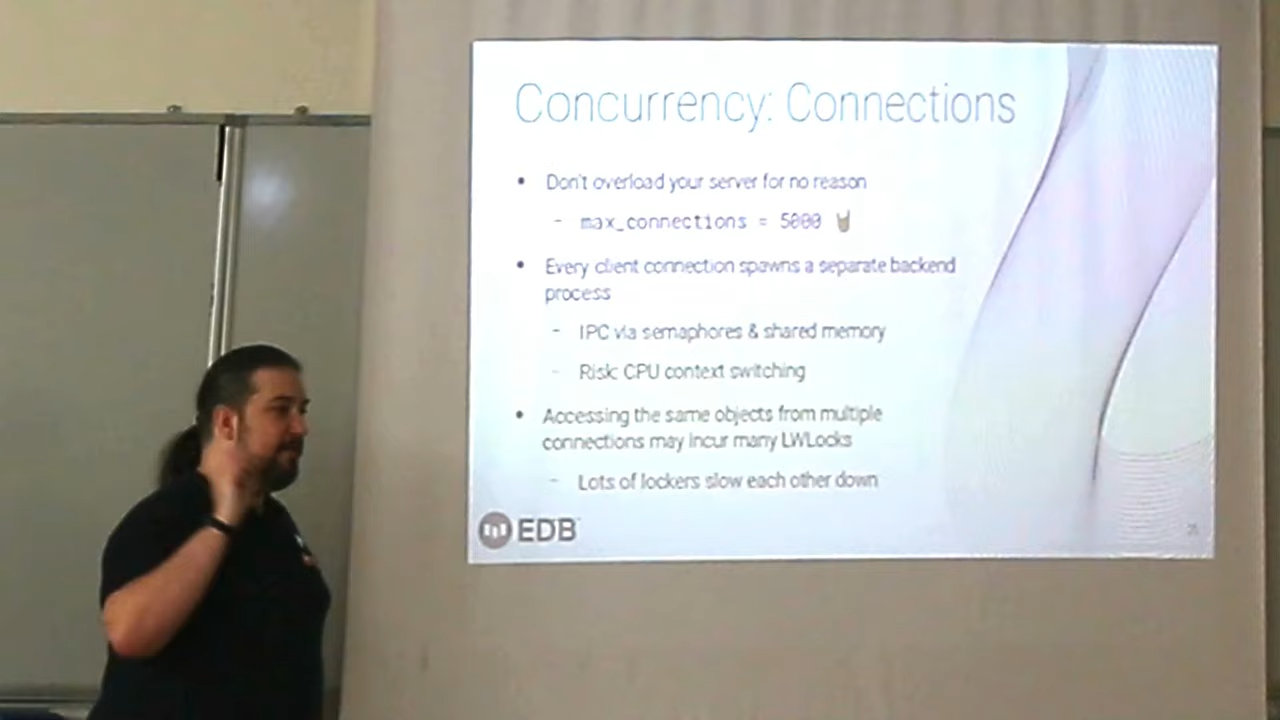 Concurrency: Connections
• Don't overload your server for no reason
- max_connections = 5000 🤘
• Every client connection spawns a separate backend
process
- IPC via semaphores & shared memory
- Risk: CPU context switching
• Accessing the same objects from multiple
connections may incur many LWLocks
- Lots of lockers slow each other down
EDB